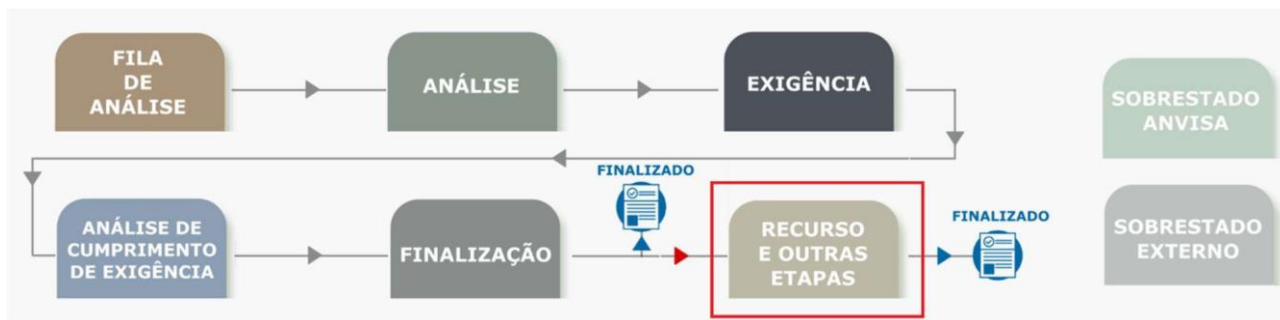 FILA
DE
ANÁLISE
ANÁLISE
EXIGÊNCIA
SOBRESTADO
ANVISA
FINALIZADO
ANÁLISE DE
CUMPRIMENTO
DE EXIGÊNCIA
FINALIZAÇÃO
RECURSO
E OUTRAS
ETAPAS
FINALIZADO
SOBRESTADO
EXTERNO